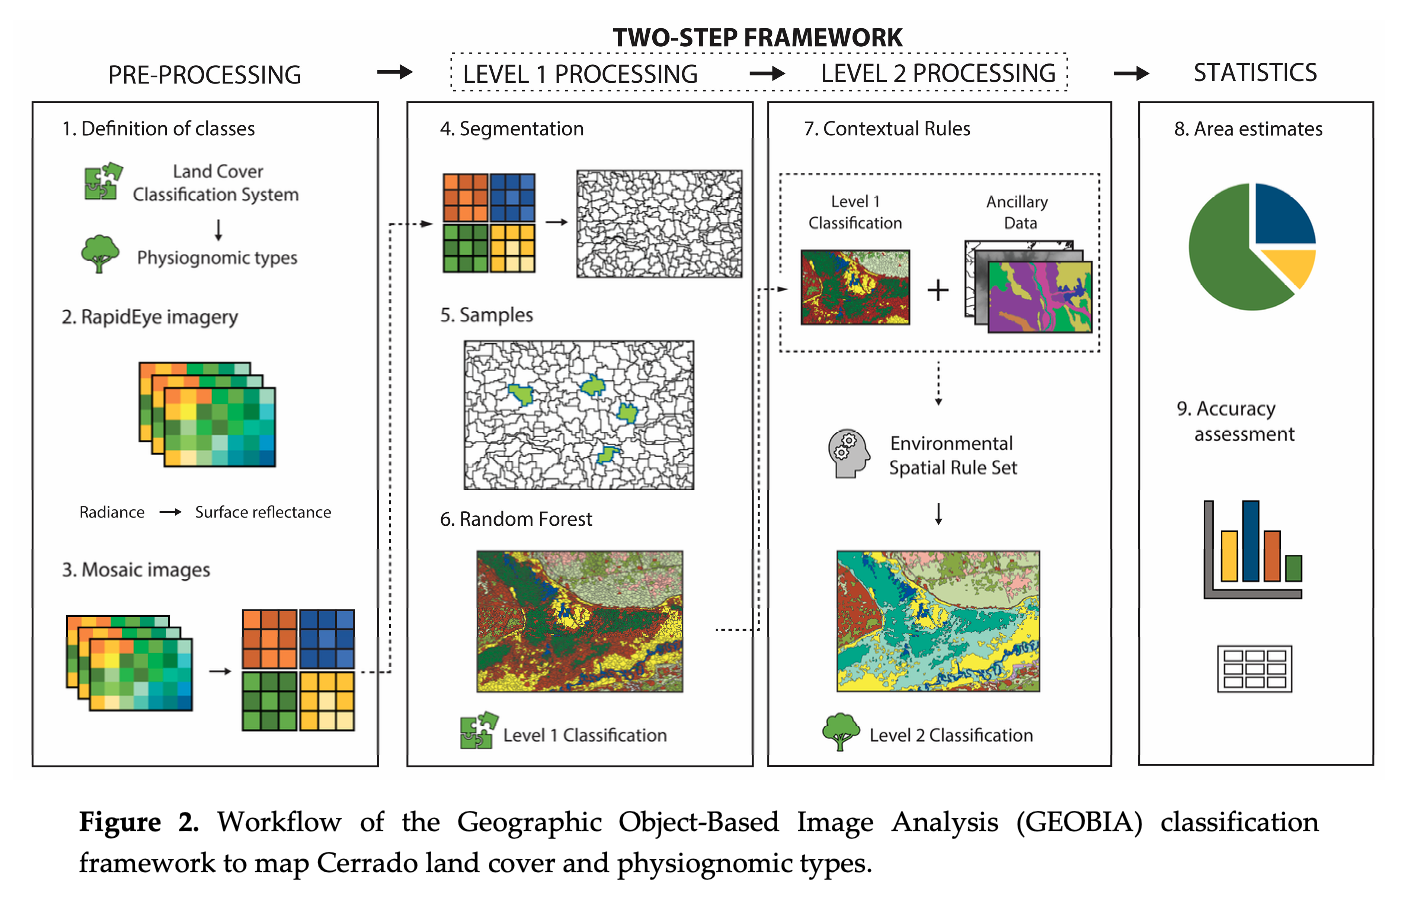 TWO-STEP FRAMEWORK
PRE-PROCESSING
LEVEL 1 PROCESSING
LEVEL 2 PROCESSING
STATISTICS
1. Definition of classes
Land Cover
Classification System
Physiognomic types
2. RapidEye imagery
Radiance
Surface reflectance
3. Mosaic images
4. Segmentation
5. Samples
6. Random Forest
Level 1 Classification
7. Contextual Rules
Level 1
Classification
+
Ancillary
Data
Environmental
Spatial Rule Set
Level 2 Classification
8. Area estimates
9. Accuracy
assessment
Figure 2. Workflow of the Geographic Object-Based Image Analysis (GEOBIA) classification
framework to map Cerrado land cover and physiognomic types.